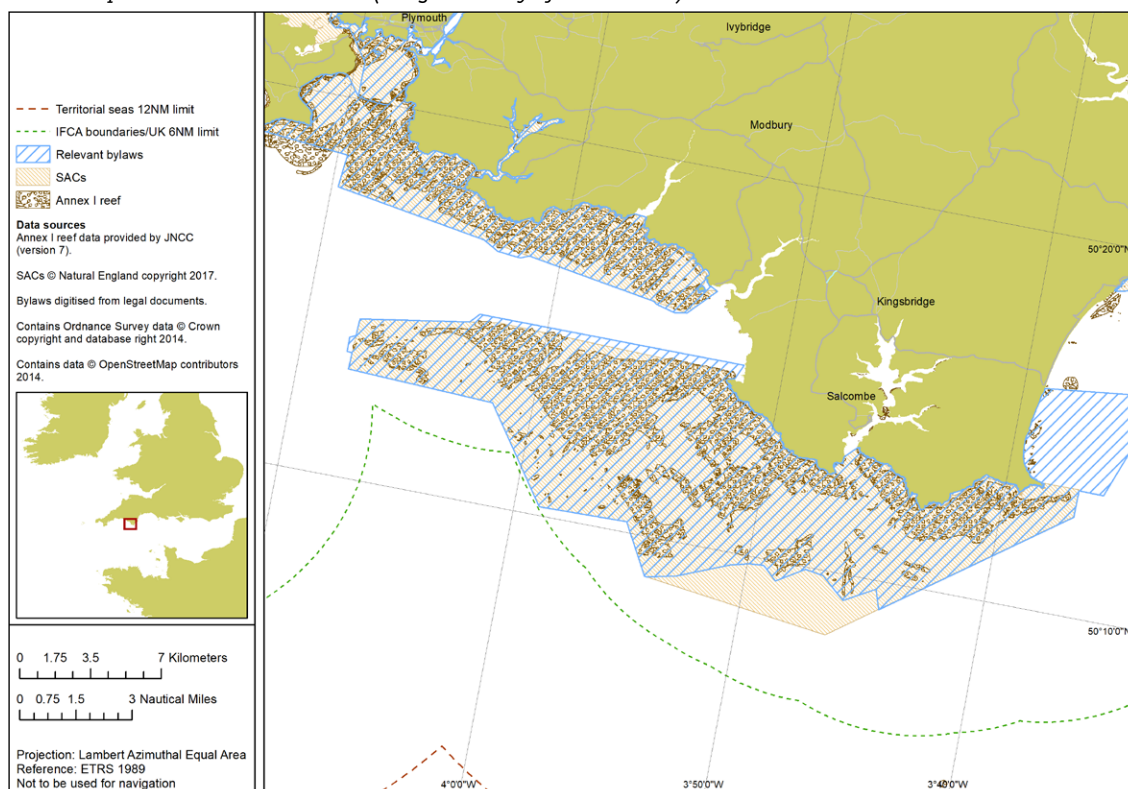 Plymouth
Ivybridge
Modbury
Kingsbridge
Salcombe
50°20'0"N
50°10'0"N
4°00'0"W
3°50'0"W
3°40'0"W
Territorial seas 12NM limit
IFCA boundaries/UK 6NM limit
Relevant bylaws
SACs
Annex I reef
Data sources
Annex I reef data provided by JNCC
(version 7).
SACs © Natural England copyright 2017.
Bylaws digitised from legal documents.
Contains Ordnance Survey data © Crown
copyright and database right 2014.
Contains data © OpenStreetMap contributors
2014.
0 1.75 3.5 7 Kilometers
0 0.75 1.5 3 Nautical Miles
Projection: Lambert Azimuthal Equal Area
Reference: ETRS 1989
Not to be used for navigation